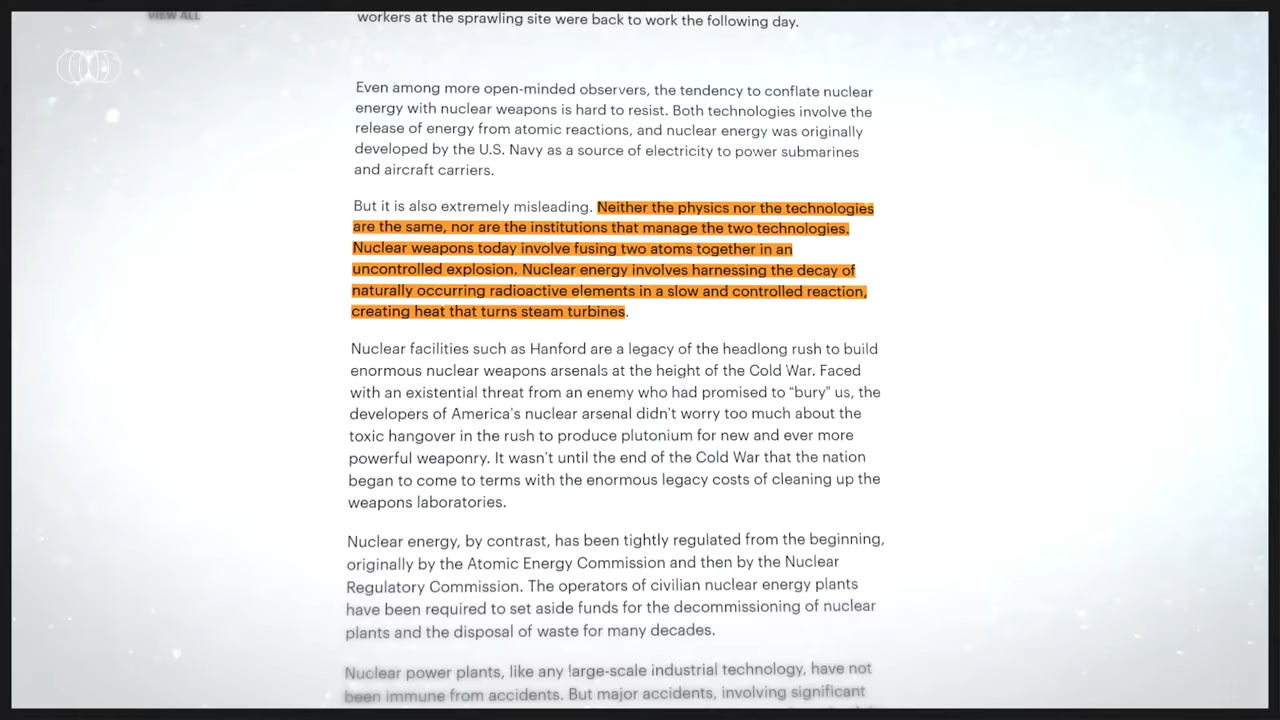 VIEW ALL
workers at the sprawling site were back to work the following day.
Even among more open-minded observers, the tendency to conflate nuclear
energy with nuclear weapons is hard to resist. Both technologies involve the
release of energy from atomic reactions, and nuclear energy was originally
developed by the U.S. Navy as a source of electricity to power submarines
and aircraft carriers.
But it is also extremely misleading. Neither the physics nor the technologies
are the same, nor are the institutions that manage the two technologies.
Nuclear weapons today involve fusing two atoms together in an
uncontrolled explosion. Nuclear energy involves harnessing the decay of
naturally occurring radioactive elements in a slow and controlled reaction,
creating heat that turns steam turbines.
Nuclear facilities such as Hanford are a legacy of the headlong rush to build
enormous nuclear weapons arsenals at the height of the Cold War. Faced
with an existential threat from an enemy who had promised to “bury” us, the
developers of America’s nuclear arsenal didn’t worry too much about the
toxic hangover in the rush to produce plutonium for new and ever more
powerful weaponry. It wasn’t until the end of the Cold War that the nation
began to come to terms with the enormous legacy costs of cleaning up the
weapons laboratories.
Nuclear energy, by contrast, has been tightly regulated from the beginning,
originally by the Atomic Energy Commission and then by the Nuclear
Regulatory Commission. The operators of civilian nuclear energy plants
have been required to set aside funds for the decommissioning of nuclear
plants and the disposal of waste for many decades.
Nuclear power plants, like any large-scale industrial technology, have not
been immune from accidents. But major accidents, involving significant